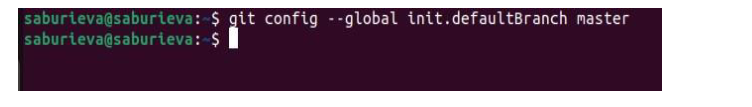 saburieva@saburieva:~$ git config --global init.defaultBranch master
saburieva@saburieva:~$